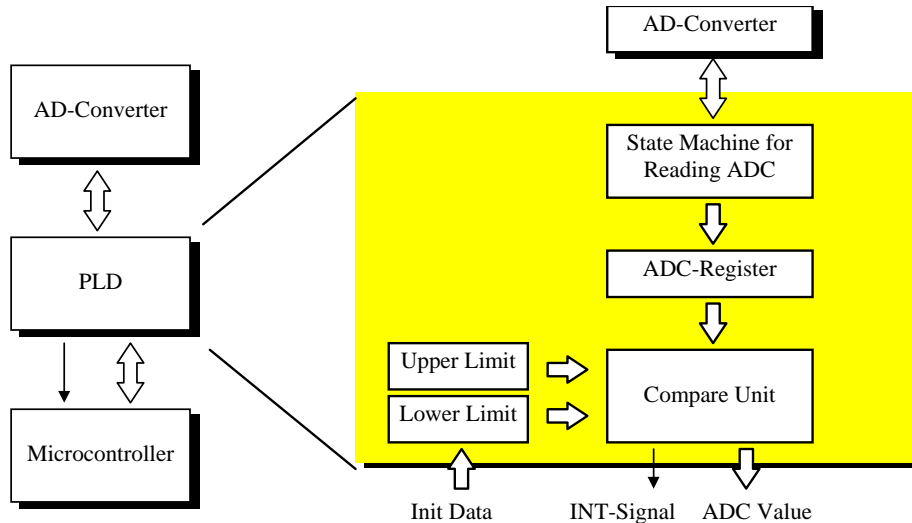 AD-Converter
PLD
Microcontroller
AD-Converter
State Machine for
Reading ADC
ADC-Register
Upper Limit
Lower Limit
Compare Unit
Init Data
INT-Signal
ADC Value